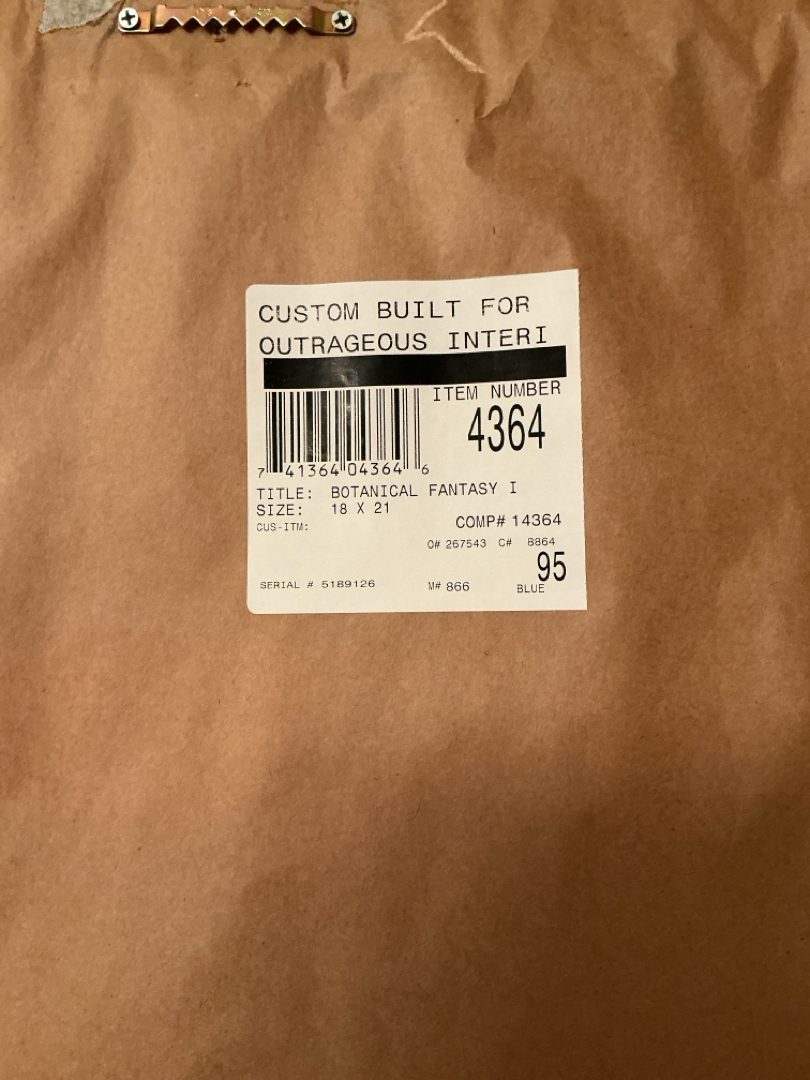 CUSTOM BUILT FOR
OUTRAGEOUS INTERI
ITEM NUMBER
4364
7 41364 04364 6
TITLE: BOTANICAL FANTASY I
SIZE: 18 X 21
CUS-ITM:
COMP# 14364
O# 267543 C# 8864
95
SERIAL # 5189126 M# 866 BLUE